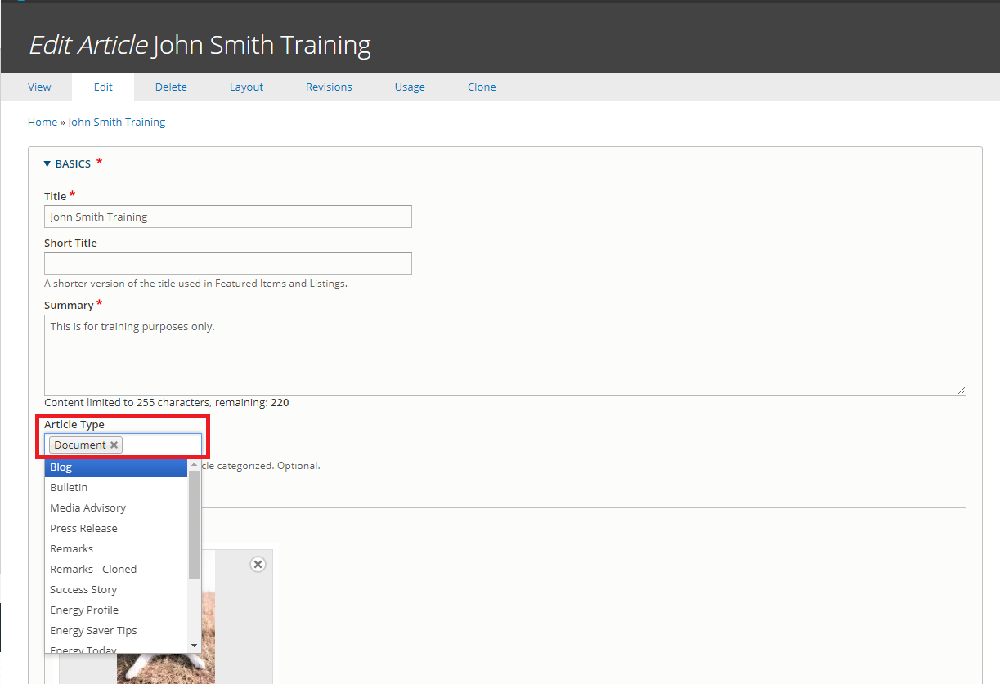 Edit Article John Smith Training
View Edit Delete Layout Revisions Usage Clone
Home » John Smith Training
▼ BASICS *
Title *
John Smith Training
Short Title
A shorter version of the title used in Featured Items and Listings.
Summary *
This is for training purposes only.
Content limited to 255 characters, remaining: 220
Article Type
Document ×
cle categorized. Optional.
Blog
Bulletin
Media Advisory
Press Release
Remarks
Remarks - Cloned
Success Story
Energy Profile
Energy Saver Tips
Energy Today